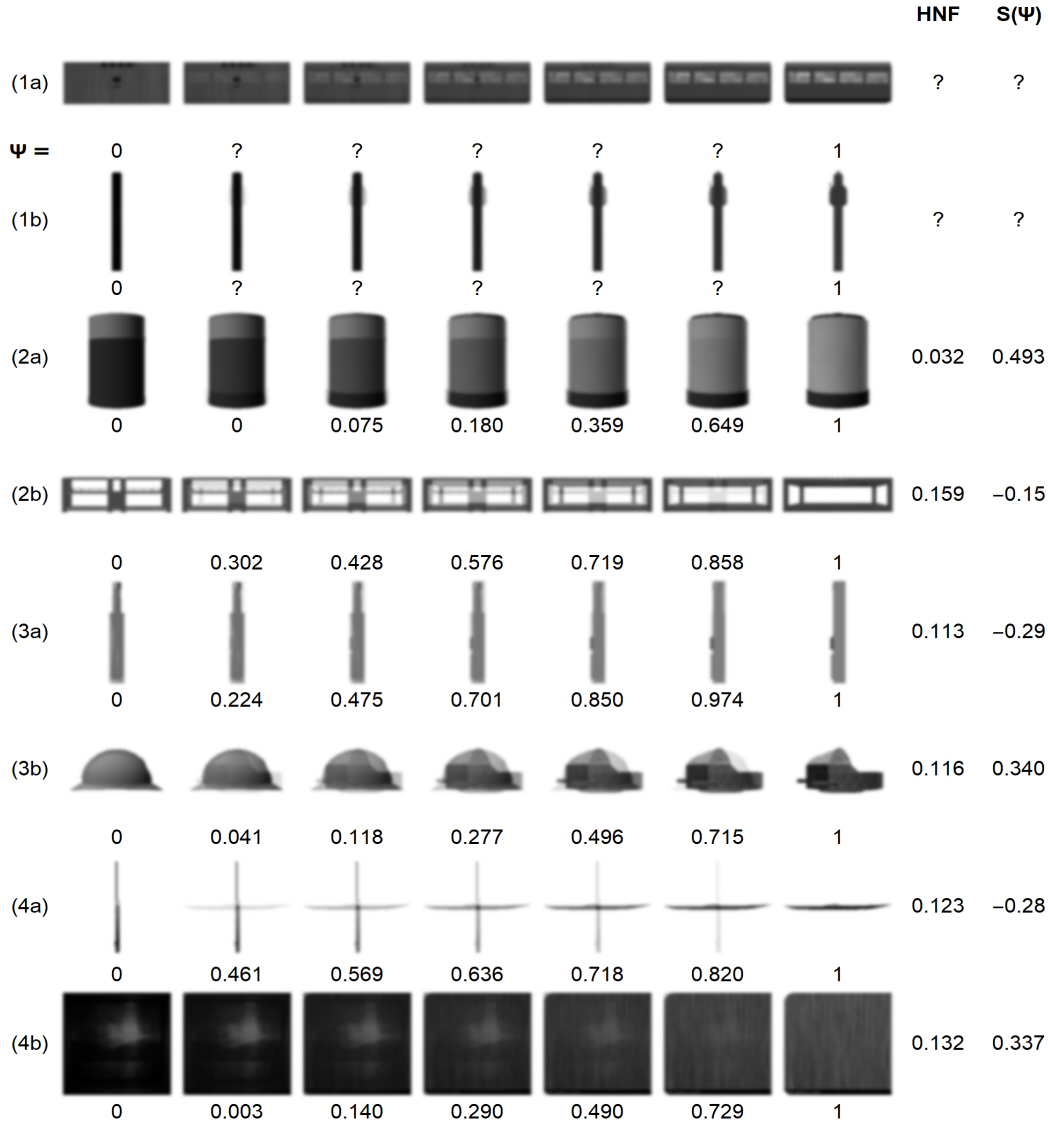 HNF S(Ψ)
(1a) ? ?
Ψ = 0 ? ? ? ? ? 1
(1b) ? ?
0 ? ? ? ? ? 1
(2a) 0.032 0.493
0 0 0.075 0.180 0.359 0.649 1
(2b) 0.159 −0.15
0 0.302 0.428 0.576 0.719 0.858 1
(3a) 0.113 −0.29
0 0.224 0.475 0.701 0.850 0.974 1
(3b) 0.116 0.340
0 0.041 0.118 0.277 0.496 0.715 1
(4a) 0.123 −0.28
0 0.461 0.569 0.636 0.718 0.820 1
(4b) 0.132 0.337
0 0.003 0.140 0.290 0.490 0.729 1